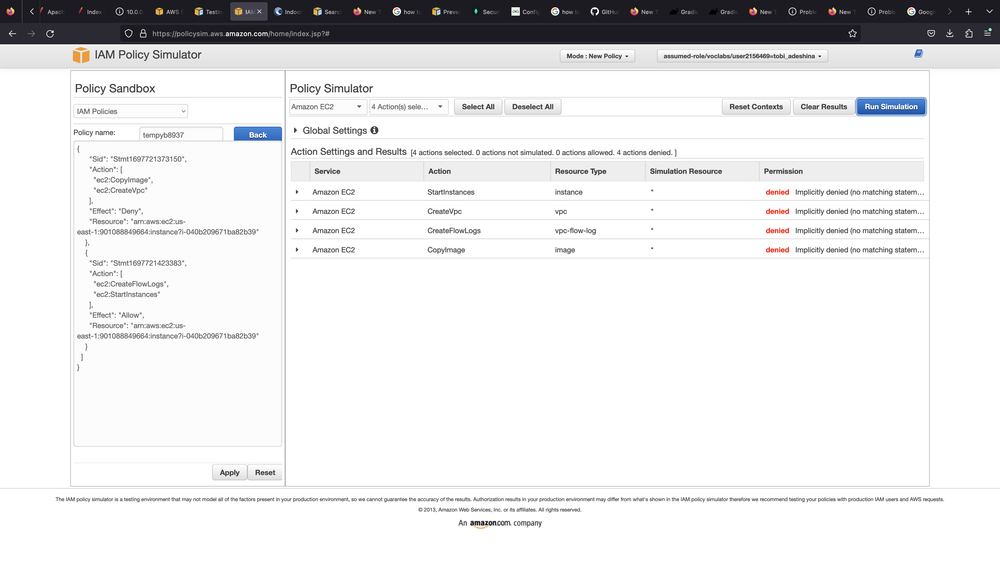 Apach
Index
10.0.0
AWS P
Testin
IAM
Indoor
Search
New T
how to
Prever
Securi
Config
how to
GitHu
New T
Gradle
Gradle
New T
Proble
New T
Proble
Googl
https://policysim.aws.amazon.com/home/index.jsp?#
IAM Policy Simulator
Mode : New Policy
assumed-role/voclabs/user2156469=tobi_adeshina
Policy Sandbox
IAM Policies
Policy name:
tempyb8937
Back
{
"Sid": "Stmt1697721373150",
"Action": [
"ec2:CopyImage",
"ec2:CreateVpc"
],
"Effect": "Deny",
"Resource": "arn:aws:ec2:us-
east-1:901088849664:instance?i-040b209671ba82b39"
},
{
"Sid": "Stmt1697721423383",
"Action": [
"ec2:CreateFlowLogs",
"ec2:StartInstances"
],
"Effect": "Allow",
"Resource": "arn:aws:ec2:us-
east-1:901088849664:instance?i-040b209671ba82b39"
}
]
}
Apply
Reset
Policy Simulator
Amazon EC2
4 Action(s) sele...
Select All
Deselect All
Reset Contexts
Clear Results
Run Simulation
Global Settings
Action Settings and Results [4 actions selected. 0 actions not simulated. 0 actions allowed. 4 actions denied. ]
Service Action Resource Type Simulation Resource Permission
Amazon EC2 StartInstances instance * denied Implicitly denied (no matching statem...
Amazon EC2 CreateVpc vpc * denied Implicitly denied (no matching statem...
Amazon EC2 CreateFlowLogs vpc-flow-log * denied Implicitly denied (no matching statem...
Amazon EC2 CopyImage image * denied Implicitly denied (no matching statem...
The IAM policy simulator is a testing environment that may not model all of the factors present in your production environment, so we cannot guarantee the accuracy of the results. Authorization results in your production environment may differ from what's shown in the IAM policy simulator therefore we recommend testing your policies with production IAM users and AWS requests.
© 2013, Amazon Web Services, Inc. or its affiliates. All rights reserved.
An amazon.com. company